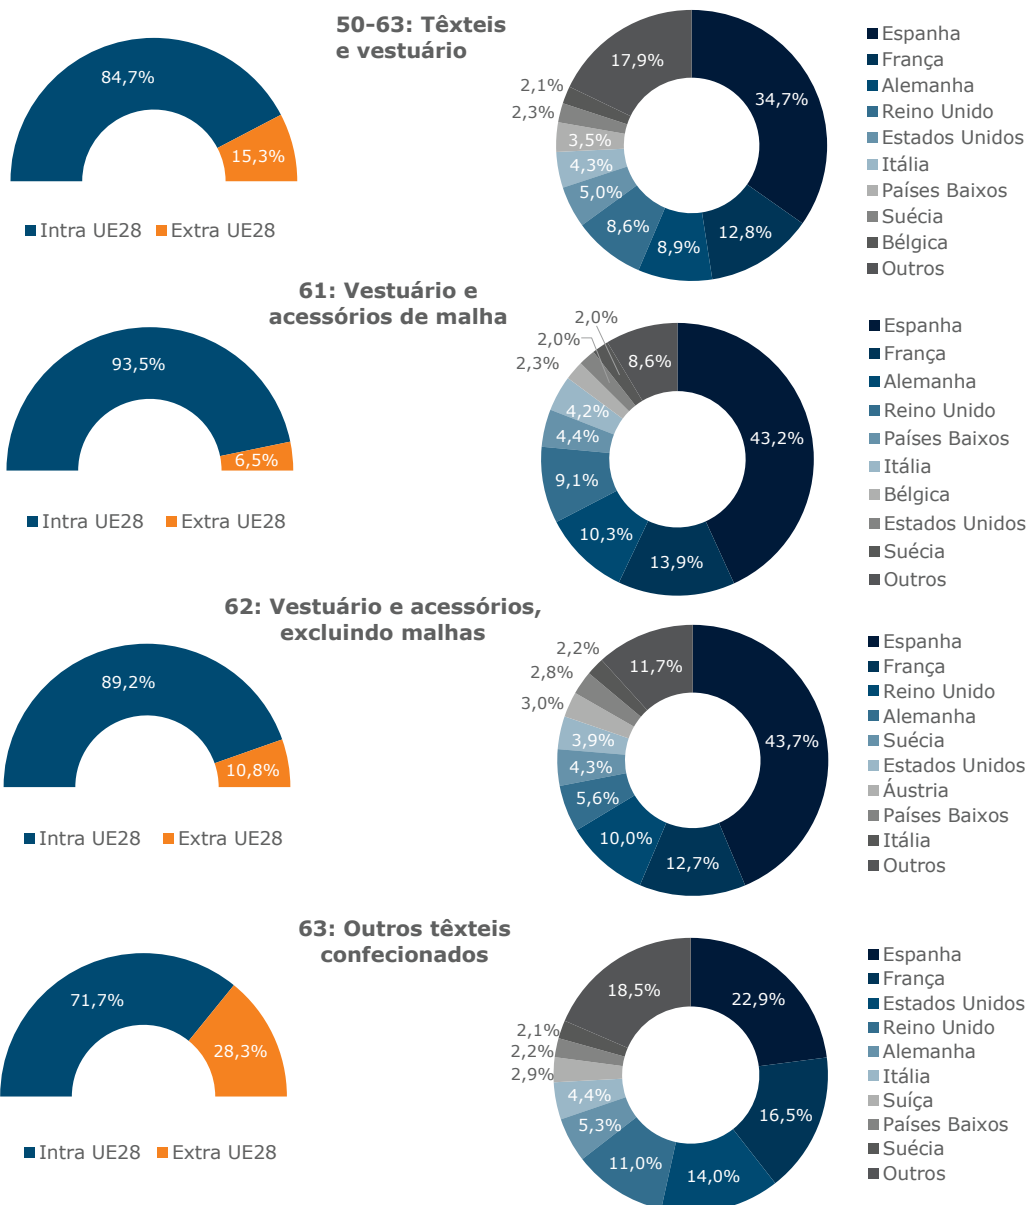 50-63: Têxteis
e vestuário
84,7%
15,3%
Intra UE28 Extra UE28
17,9%
2,1%
2,3%
3,5%
4,3%
5,0%
8,6%
8,9%
12,8%
34,7%
Espanha
França
Alemanha
Reino Unido
Estados Unidos
Itália
Países Baixos
Suécia
Bélgica
Outros
61: Vestuário e
acessórios de malha
93,5%
6,5%
Intra UE28 Extra UE28
2,0%
2,0%
2,3%
8,6%
4,2%
4,4%
9,1%
10,3%
13,9%
43,2%
Espanha
França
Alemanha
Reino Unido
Países Baixos
Itália
Bélgica
Estados Unidos
Suécia
Outros
62: Vestuário e acessórios,
excluindo malhas
89,2%
10,8%
Intra UE28 Extra UE28
2,2%
11,7%
2,8%
3,0%
3,9%
4,3%
5,6%
10,0%
12,7%
43,7%
Espanha
França
Reino Unido
Alemanha
Suécia
Estados Unidos
Áustria
Países Baixos
Itália
Outros
63: Outros têxteis
confecionados
71,7%
28,3%
Intra UE28 Extra UE28
18,5%
2,1%
2,2%
2,9%
4,4%
5,3%
11,0%
14,0%
16,5%
22,9%
Espanha
França
Estados Unidos
Reino Unido
Alemanha
Itália
Suíça
Países Baixos
Suécia
Outros